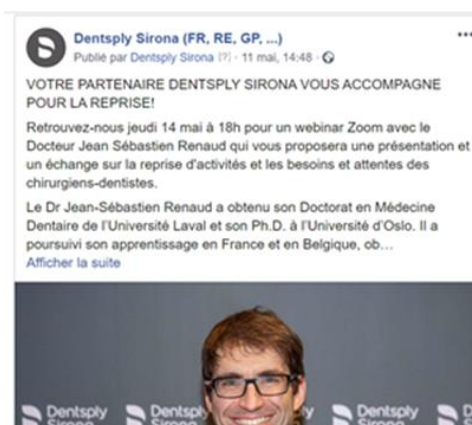 Dentsply Sirona (FR, RE, GP, ...)
Publié par Dentsply Sirona [?] · 11 mai, 14:48 ·
VOTRE PARTENAIRE DENTSPLY SIRONA VOUS ACCOMPAGNE
POUR LA REPRISE!
Retrouvez-nous jeudi 14 mai à 18h pour un webinar Zoom avec le
Docteur Jean Sébastien Renaud qui vous proposera une présentation et
un échange sur la reprise d'activités et les besoins et attentes des
chirurgiens-dentistes.
Le Dr Jean-Sébastien Renaud a obtenu son Doctorat en Médecine
Dentaire de l'Université Laval et son Ph.D. à l'Université d'Oslo. Il a
poursuivi son apprentissage en France et en Belgique, ob…
Afficher la suite
Dentsply Dentsply Dentsply
Sirona Sirona Sirona